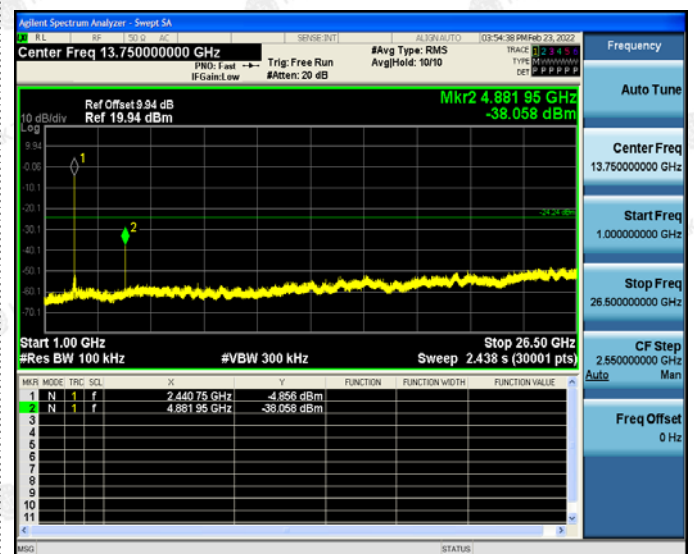 Agilent Spectrum Analyzer - Swept SA
RL RF 50 Ω AC SENSE:INT ALIGNAUTO 03:54:38 PMFeb 23, 2022
Center Freq 13.750000000 GHz
PNO: Fast Trig: Free Run
IFGain:Low #Atten: 20 dB
#Avg Type: RMS
Avg|Hold: 10/10
TRACE 1 2 3 4 5 6
TYPE M
DET P P P P P P
Mkr2 4.881 95 GHz
-38.058 dBm
Ref Offset 9.94 dB
10 dB/div Ref 19.94 dBm
Log
9.94
-0.06
-10.1
-20.1
-30.1
-40.1
-50.1
-60.1
-70.1
1
2
-24.24 dBm
Start 1.00 GHz Stop 26.50 GHz
#Res BW 100 kHz #VBW 300 kHz Sweep 2.438 s (30001 pts)
MKR MODE TRC SCL X Y FUNCTION FUNCTION WIDTH FUNCTION VALUE
1 N 1 f 2.440 75 GHz -4.856 dBm
2 N 1 f 4.881 95 GHz -38.058 dBm
3
4
5
6
7
8
9
10
11
MSG STATUS
Frequency
Auto Tune
Center Freq
13.750000000 GHz
Start Freq
1.000000000 GHz
Stop Freq
26.500000000 GHz
CF Step
2.550000000 GHz
Auto Man
Freq Offset
0 Hz